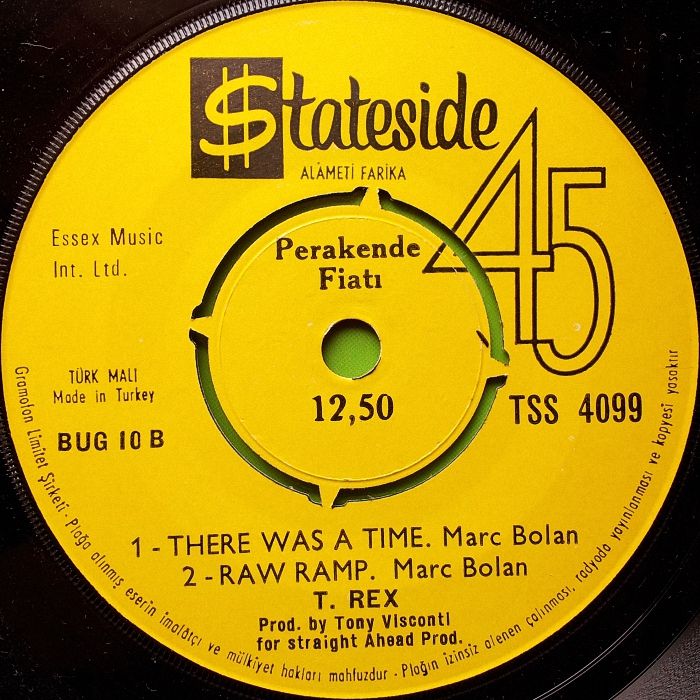 $tateside
45
ALÂMETİ FARİKA
Essex Music
Int. Ltd.
Perakende
Fiatı
12,50
TÜRK MALI
Made in Turkey
BUG 10 B
TSS 4099
1 - THERE WAS A TIME. Marc Bolan
2 - RAW RAMP. Marc Bolan
T. REX
Prod. by Tony Visconti
for straight Ahead Prod.
Gramofon Limitet Şirketi · Plağa alınmış eserin imalâtçı ve mülkiyet hakları mahfuzdur · Plağın izinsiz alenen çalınması, radyoda yayınlanması ve kopyesi yasaktır